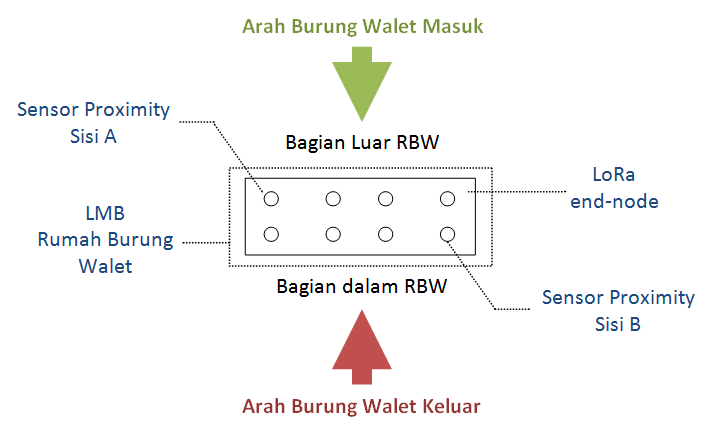 Arah Burung Walet Masuk
Sensor Proximity
Sisi A
Bagian Luar RBW
LoRa
end-node
LMB
Rumah Burung
Walet
Bagian dalam RBW
Sensor Proximity
Sisi B
Arah Burung Walet Keluar